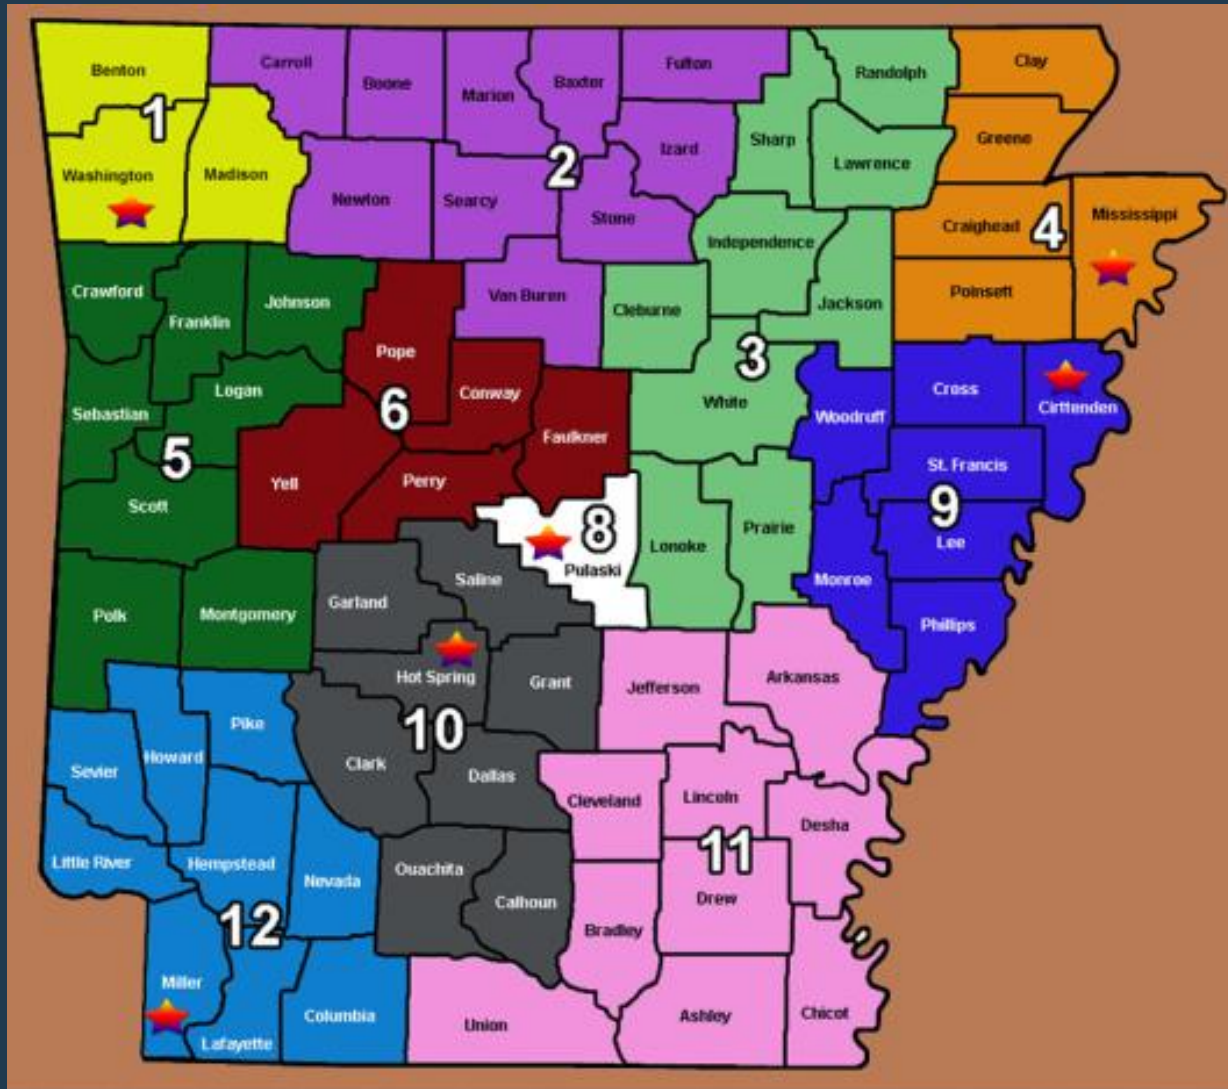 Benton
Carroll
Boone
Marion
Baxter
Fulton
Randolph
Clay
1
Washington
Madison
Newton
Searcy
2
Stone
Izard
Sharp
Lawrence
Greene
Craighead
4
Mississippi
Independence
Jackson
Poinsett
Crawford
Franklin
Johnson
Van Buren
Cleburne
3
Pope
Conway
White
Woodruff
Cross
Cirttenden
Sebastian
Logan
6
Faulkner
St. Francis
5
Yell
Perry
9
Lee
Scott
8
Pulaski
Lonoke
Prairie
Monroe
Phillips
Polk
Montgomery
Garland
Saline
Hot Spring
Grant
Jefferson
Arkansas
10
Pike
Howard
Sevier
Clark
Dallas
Cleveland
Lincoln
Desha
11
Little River
Hempstead
Nevada
Ouachita
Calhoun
Drew
Bradley
12
Miller
Lafayette
Columbia
Union
Ashley
Chicot